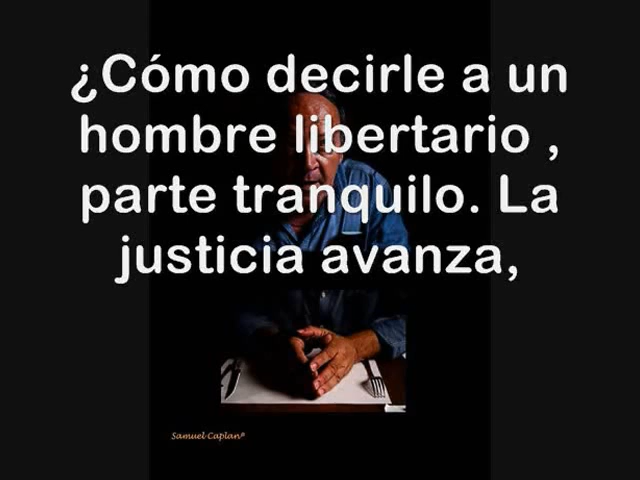 ¿Cómo decirle a un
hombre libertario ,
parte tranquilo. La
justicia avanza,
Samuel Caplan®